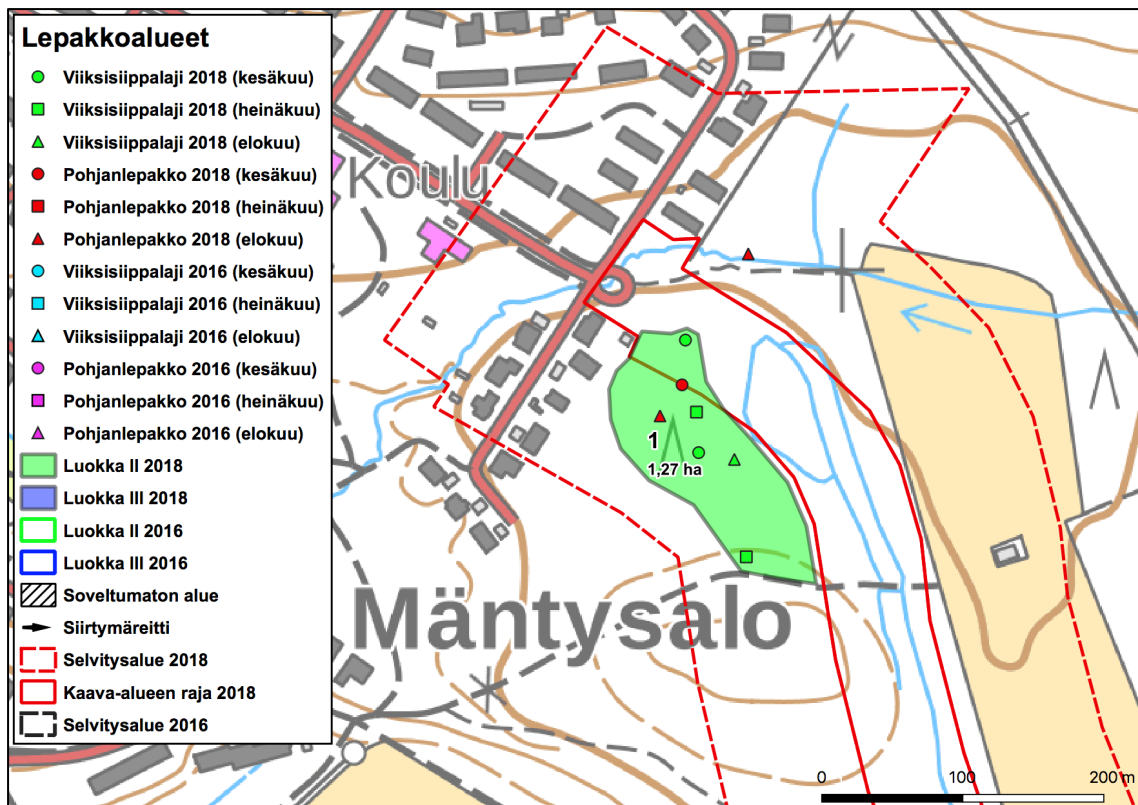 Lepakkoalueet
Viiksisiippalaji 2018 (kesäkuu)
Viiksisiippalaji 2018 (heinäkuu)
Viiksisiippalaji 2018 (elokuu)
Pohjanlepakko 2018 (kesäkuu)
Pohjanlepakko 2018 (heinäkuu)
Pohjanlepakko 2018 (elokuu)
Viiksisiippalaji 2016 (kesäkuu)
Viiksisiippalaji 2016 (heinäkuu)
Viiksisiippalaji 2016 (elokuu)
Pohjanlepakko 2016 (kesäkuu)
Pohjanlepakko 2016 (heinäkuu)
Pohjanlepakko 2016 (elokuu)
Luokka II 2018
Luokka III 2018
Luokka II 2016
Luokka III 2016
Soveltumaton alue
Siirtymäreitti
Selvitysalue 2018
Kaava-alueen raja 2018
Selvitysalue 2016
Koulu
1
1,27 ha
Mäntysalo
0 100 200 m